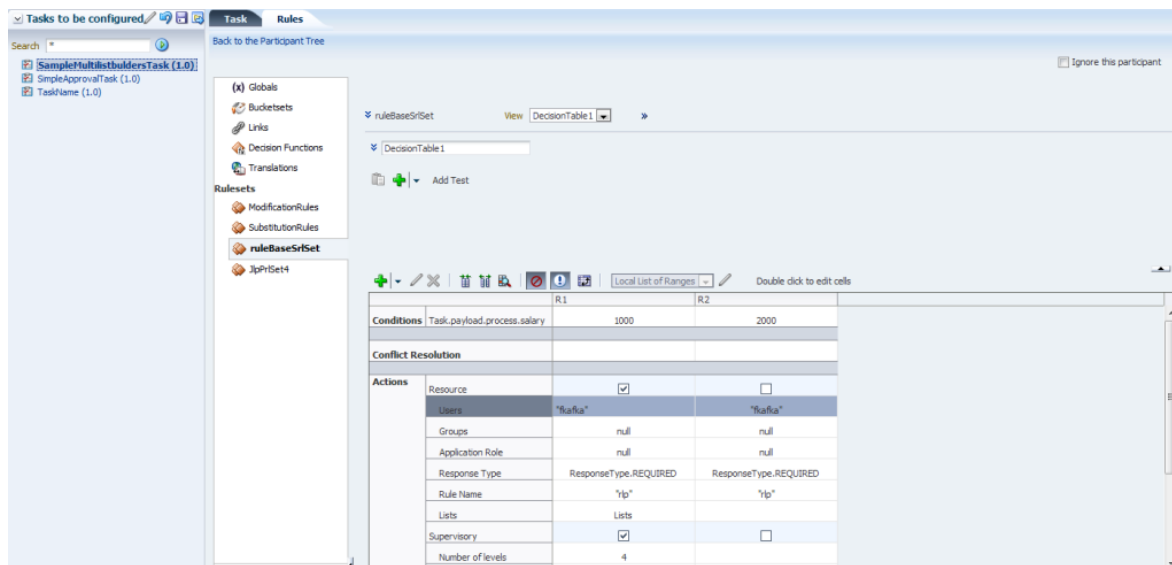 Tasks to be configured
Task
Rules
Search *
Back to the Participant Tree
SampleMultilistbuldersTask (1.0)
SimpleApprovalTask (1.0)
TaskName (1.0)
Ignore this participant
(x) Globals
Bucketsets
Links
Decision Functions
Translations
Rulesets
ModificationRules
SubstitutionRules
ruleBaseSrlSet
JlpPrlSet4
ruleBaseSrlSet View DecisionTable1 »
DecisionTable1
Add Test
Local List of Ranges Double click to edit cells
R1 R2
Conditions Task.payload.process.salary 1000 2000
Conflict Resolution
Actions
Resource
Users "fkafka" "fkafka"
Groups null null
Application Role null null
Response Type ResponseType.REQUIRED ResponseType.REQUIRED
Rule Name "rlp" "rlp"
Lists Lists
Supervisory
Number of levels 4